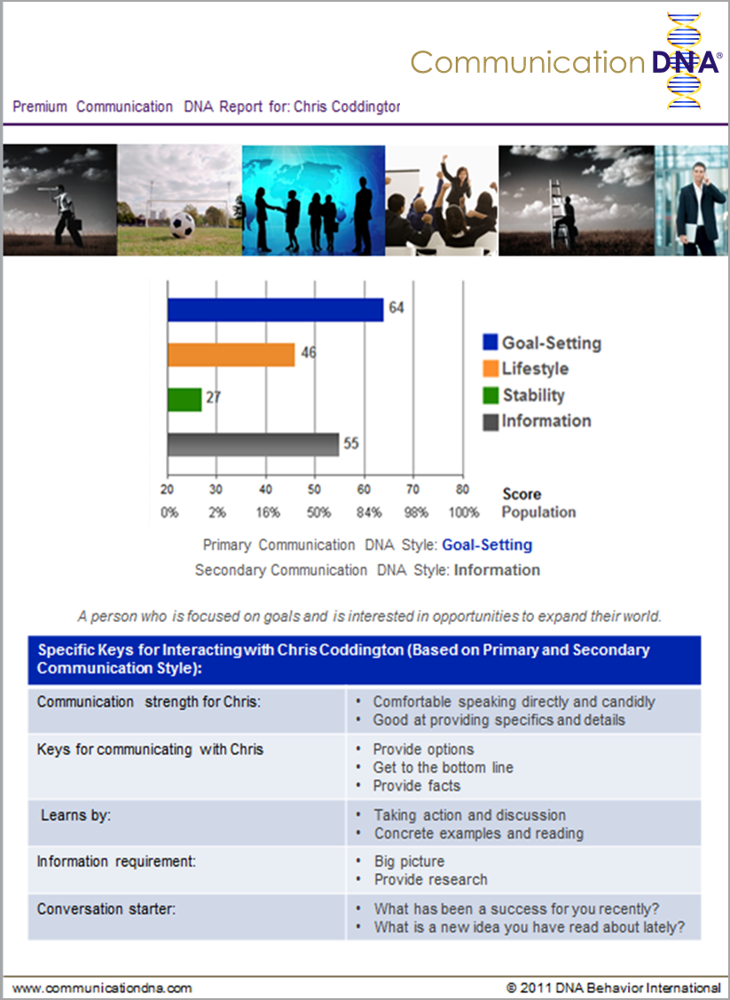 Communication DNA®
Premium Communication DNA Report for: Chris Coddington
64
46
27
55
Goal-Setting
Lifestyle
Stability
Information
20 30 40 50 60 70 80 Score
0% 2% 16% 50% 84% 98% 100% Population
Primary Communication DNA Style: Goal-Setting
Secondary Communication DNA Style: Information
A person who is focused on goals and is interested in opportunities to expand their world.
Specific Keys for Interacting with Chris Coddington (Based on Primary and Secondary
Communication Style):
Communication strength for Chris:
• Comfortable speaking directly and candidly
• Good at providing specifics and details
Keys for communicating with Chris
• Provide options
• Get to the bottom line
• Provide facts
Learns by:
• Taking action and discussion
• Concrete examples and reading
Information requirement:
• Big picture
• Provide research
Conversation starter:
• What has been a success for you recently?
• What is a new idea you have read about lately?
www.communicationdna.com
© 2011 DNA Behavior International